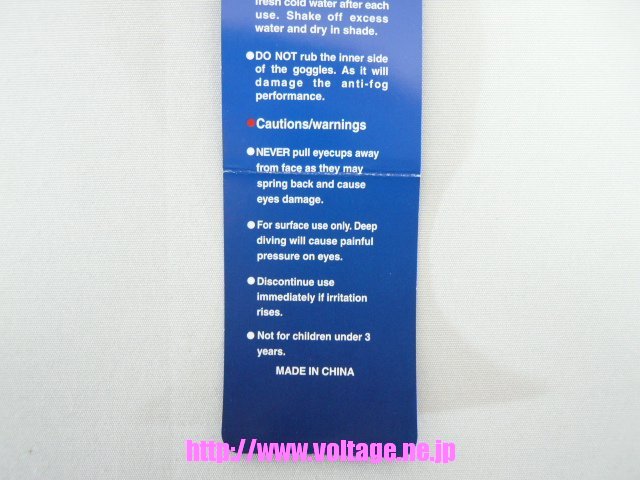 fresh cold water after each
use. Shake off excess
water and dry in shade.
DO NOT rub the inner side
of the goggles. As it will
damage the anti-fog
performance.
Cautions/warnings
NEVER pull eyecups away
from face as they may
spring back and cause
eyes damage.
For surface use only. Deep
diving will cause painful
pressure on eyes.
Discontinue use
immediately if irritation
rises.
Not for children under 3
years.
MADE IN CHINA
http://www.voltage.ne.jp